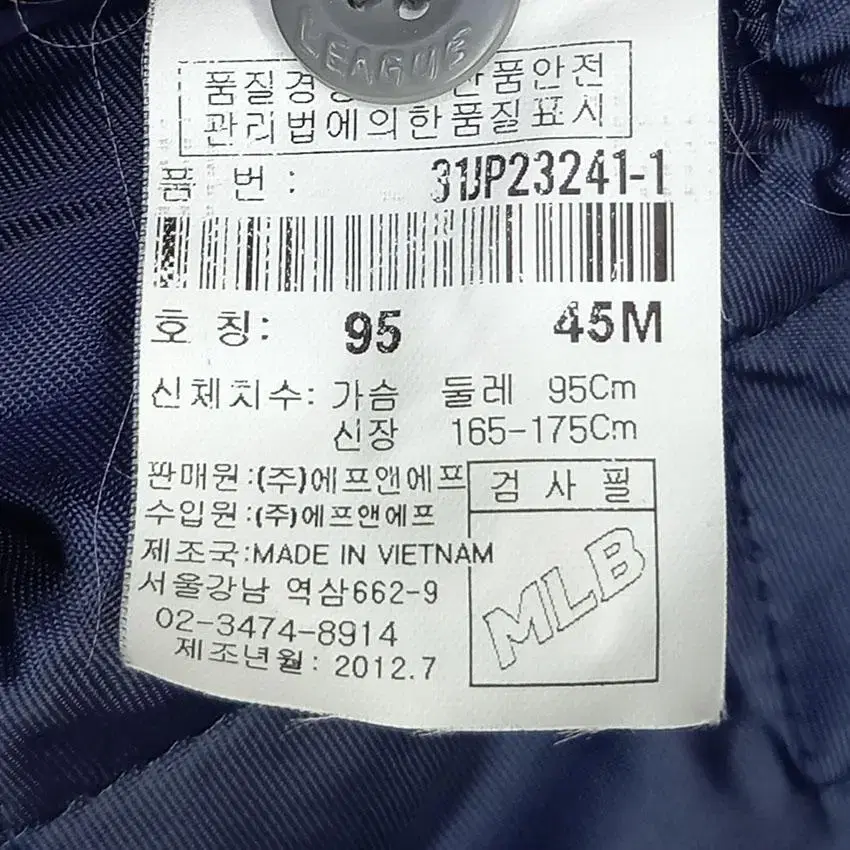 LEAGUE
품질경 산품안전
관리법에의한품질표시
품 번 : 31JP23241-1
호 칭: 95 45M
신체치수: 가슴 둘레 95Cm
신장 165-175Cm
판매원:(주)에프앤에프
수입원:(주)에프앤에프
제조국:MADE IN VIETNAM
서울강남 역삼662-9
02-3474-8914
제조년월: 2012.7
검 사 필
MLB